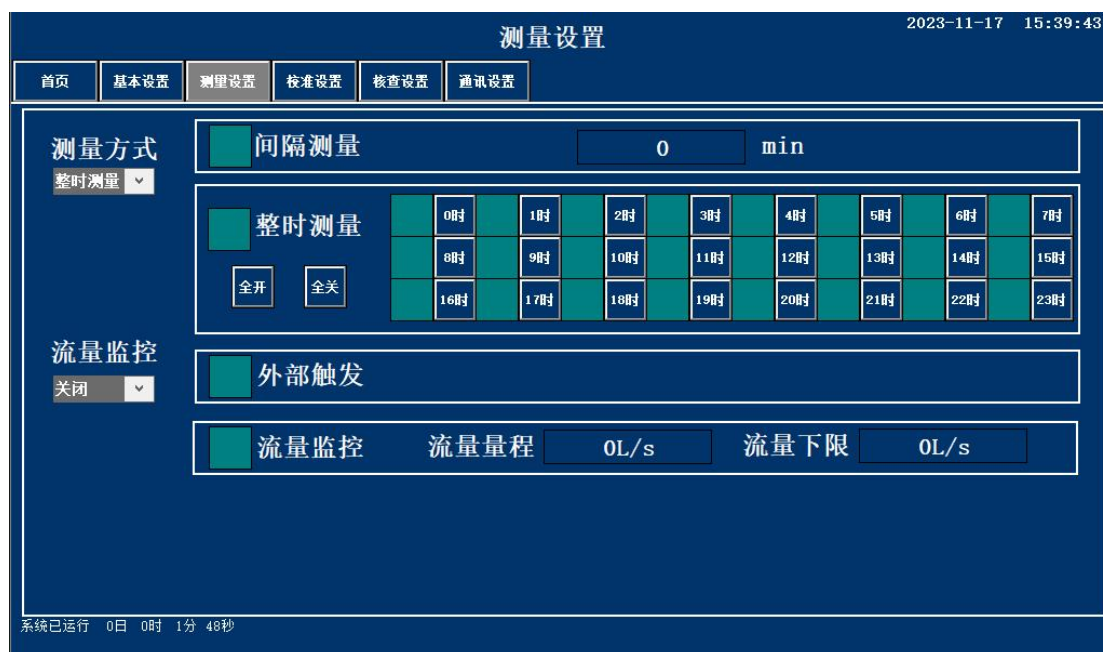 测量设置 2023-11-17 15:39:43
首页 基本设置 测里设置 校准设置 核查设置 通讯设置
测量方式
整时测量
间隔测量 0 min
整时测量
全开 全关
0时 1时 2时 3时 4时 5时 6时 7时
8时 9时 10时 11时 12时 13时 14时 15时
16时 17时 18时 19时 20时 21时 22时 23时
流量监控
关闭
外部触发
流量监控 流量量程 0L/s 流量下限 0L/s
系统已运行 0日 0时 1分 48秒